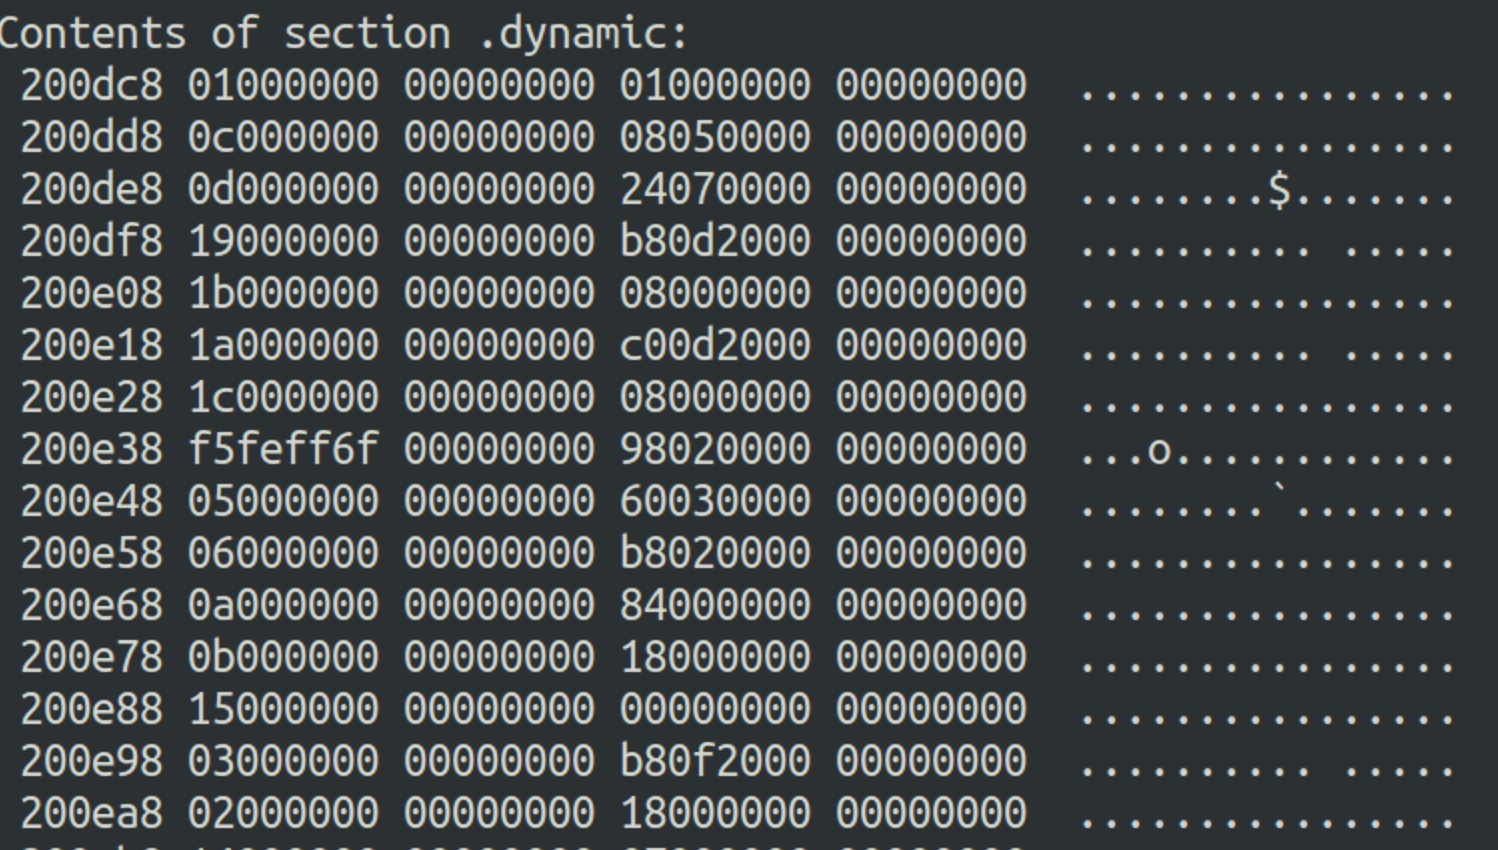 Contents of section .dynamic:
200dc8 01000000 00000000 01000000 00000000 ................
200dd8 0c000000 00000000 08050000 00000000 ................
200de8 0d000000 00000000 24070000 00000000 ........$.......
200df8 19000000 00000000 b80d2000 00000000 .......... .....
200e08 1b000000 00000000 08000000 00000000 ................
200e18 1a000000 00000000 c00d2000 00000000 .......... .....
200e28 1c000000 00000000 08000000 00000000 ................
200e38 f5feff6f 00000000 98020000 00000000 ...o............
200e48 05000000 00000000 60030000 00000000 ........`.......
200e58 06000000 00000000 b8020000 00000000 ................
200e68 0a000000 00000000 84000000 00000000 ................
200e78 0b000000 00000000 18000000 00000000 ................
200e88 15000000 00000000 00000000 00000000 ................
200e98 03000000 00000000 b80f2000 00000000 .......... .....
200ea8 02000000 00000000 18000000 00000000 ................